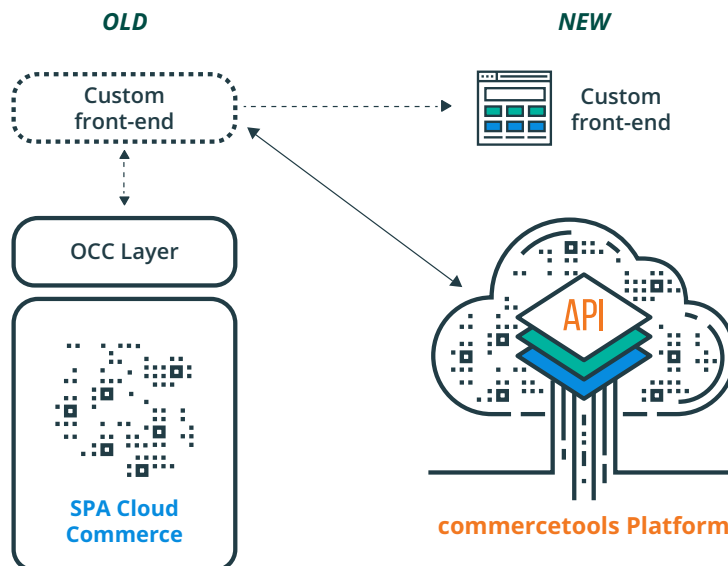 OLD
NEW
Custom
front-end
Custom
front-end
OCC Layer
API
SPA Cloud
Commerce
commercetools Platform